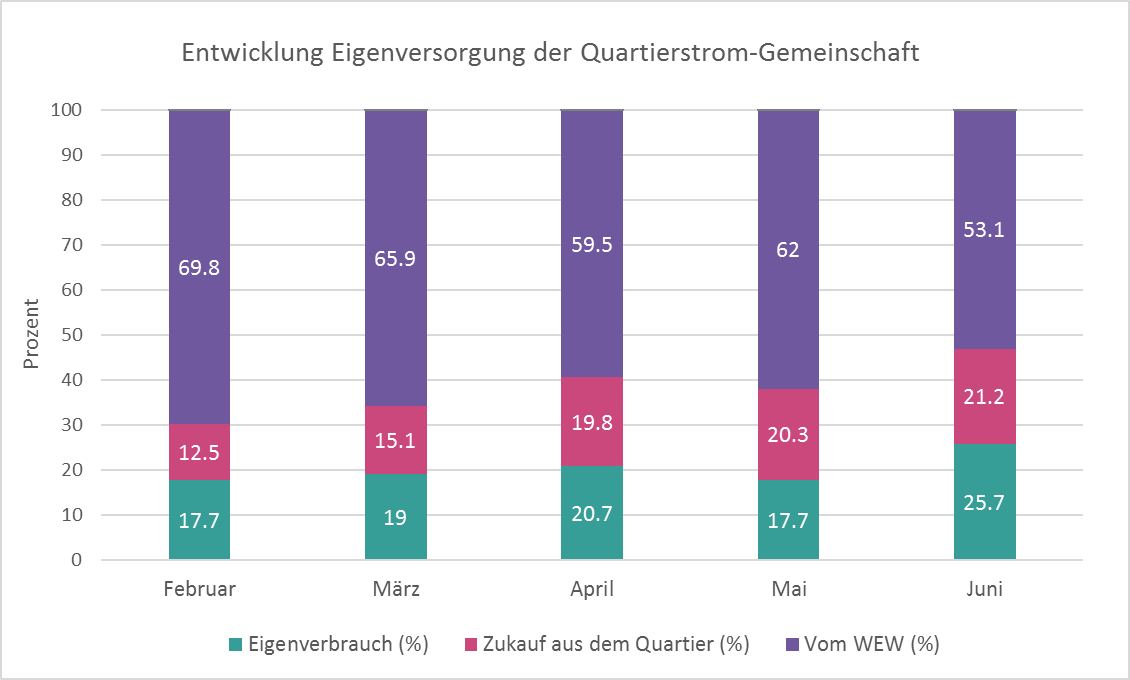 Entwicklung Eigenversorgung der Quartierstrom-Gemeinschaft
Prozent
100
90
80
70
60
50
40
30
20
10
0
69.8
65.9
59.5
62
53.1
12.5
15.1
19.8
20.3
21.2
17.7
19
20.7
17.7
25.7
Februar
März
April
Mai
Juni
Eigenverbrauch (%)
Zukauf aus dem Quartier (%)
Vom WEW (%)